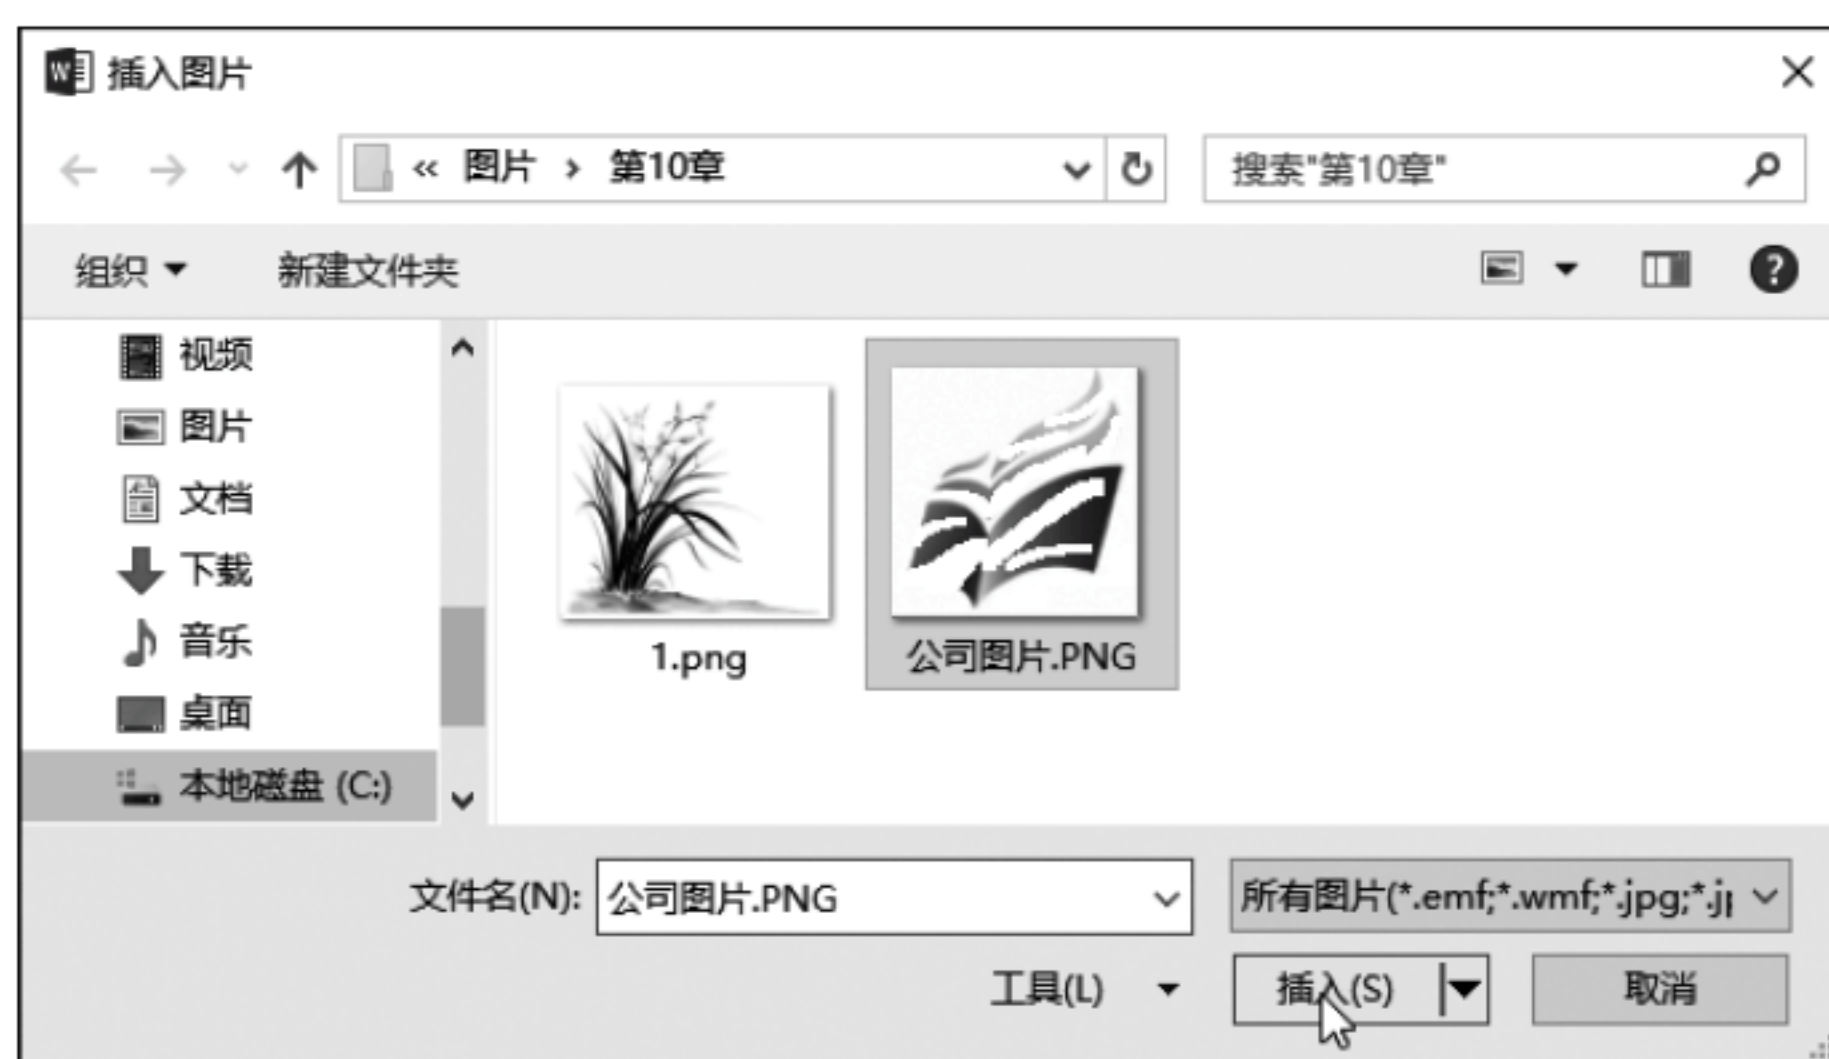 插入图片
« 图片 › 第10章
搜索"第10章"
组织 新建文件夹
视频
图片
文档
下载
音乐
桌面
本地磁盘 (C:)
1.png
公司图片.PNG
文件名(N): 公司图片.PNG
所有图片(*.emf;*.wmf;*.jpg;*.j
工具(L) 插入(S) 取消